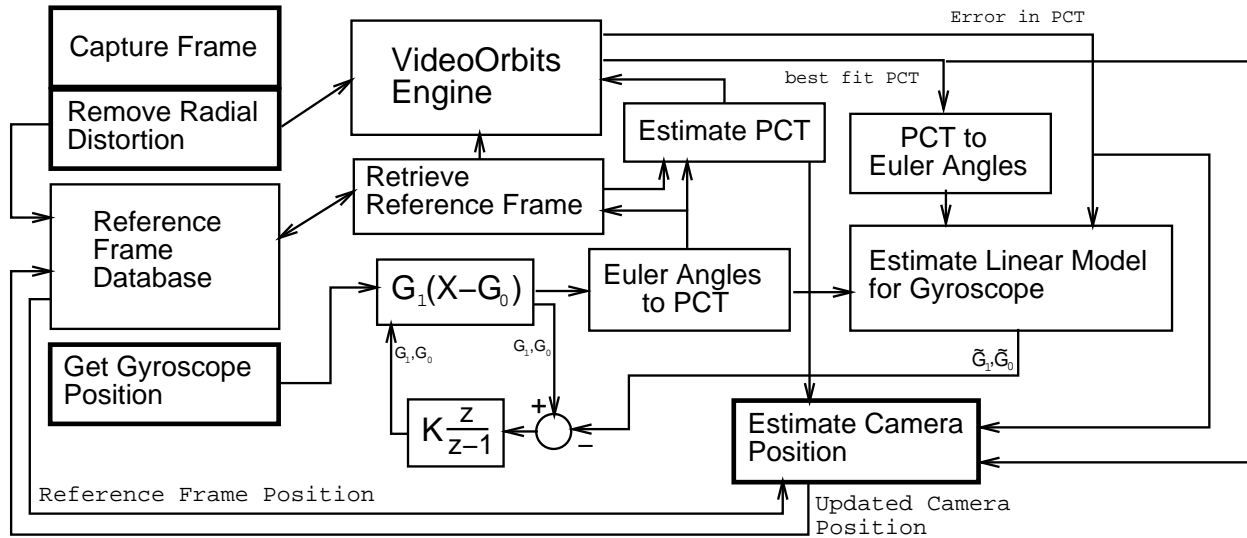 Capture Frame
Remove Radial
Distortion
VideoOrbits
Engine
Error in PCT
best fit PCT
Estimate PCT
PCT to
Euler Angles
Retrieve
Reference Frame
Reference
Frame
Database
G₁(X−G₀)
Euler Angles
to PCT
Estimate Linear Model
for Gyroscope
G₁,G₀
G₁,G₀
G̃₁,G̃₀
Get Gyroscope
Position
K z/z−1
+
−
Estimate Camera
Position
Reference Frame Position
Updated Camera
Position